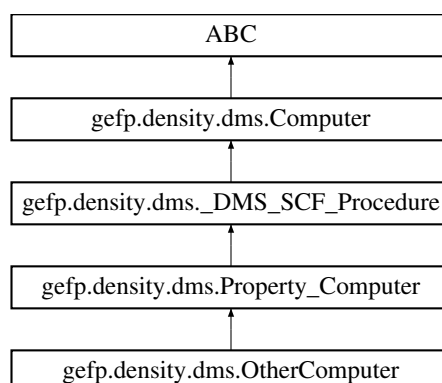 ABC
gefp.density.dms.Computer
gefp.density.dms._DMS_SCF_Procedure
gefp.density.dms.Property_Computer
gefp.density.dms.OtherComputer